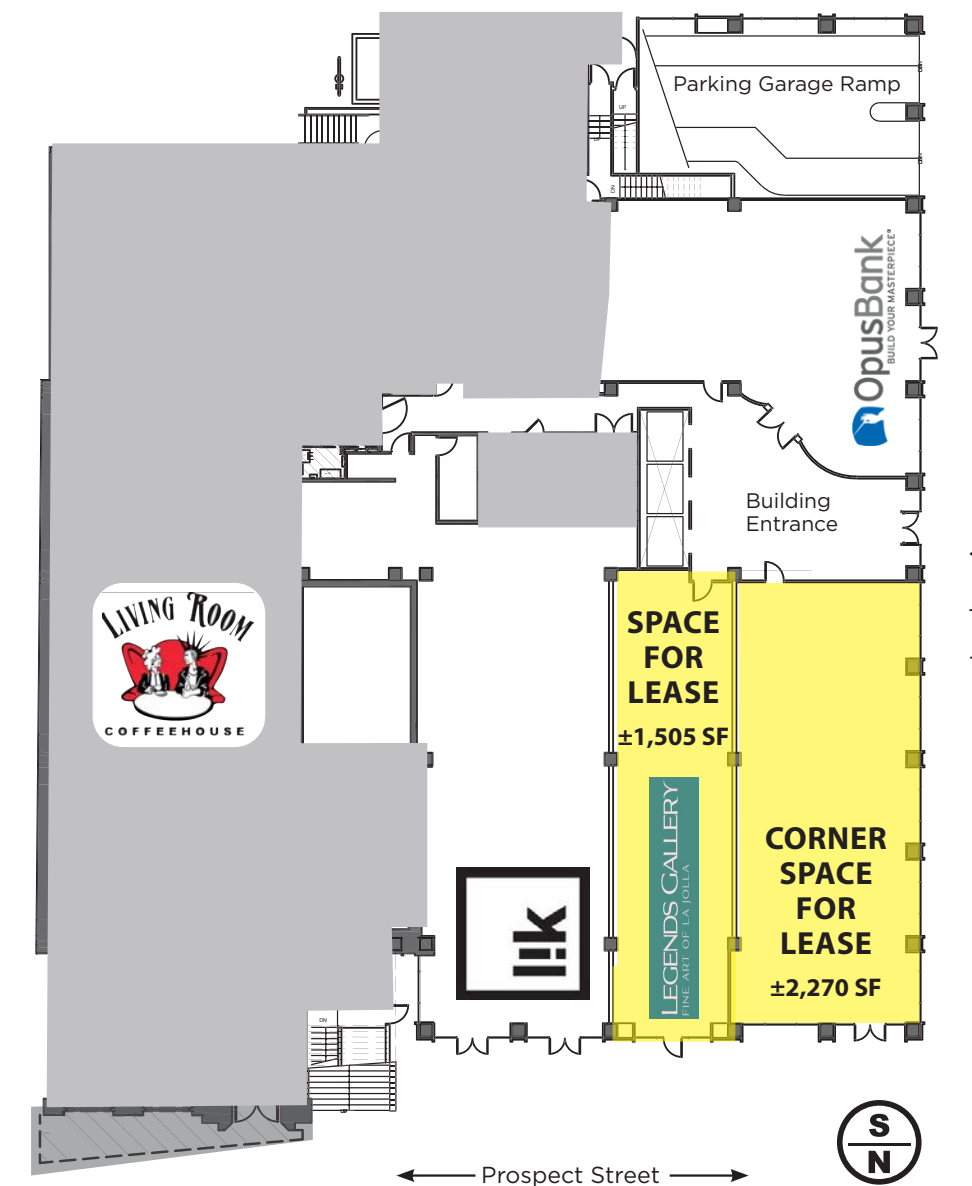 Parking Garage Ramp
UP
DN
OpusBank®
BUILD YOUR MASTERPIECE
Building
Entrance
LIVING ROOM
COFFEEHOUSE
SPACE
FOR
LEASE
±1,505 SF
LEGENDS GALLERY
FINE ART OF LA JOLLA
lik
CORNER
SPACE
FOR
LEASE
±2,270 SF
DN
S
N
Prospect Street